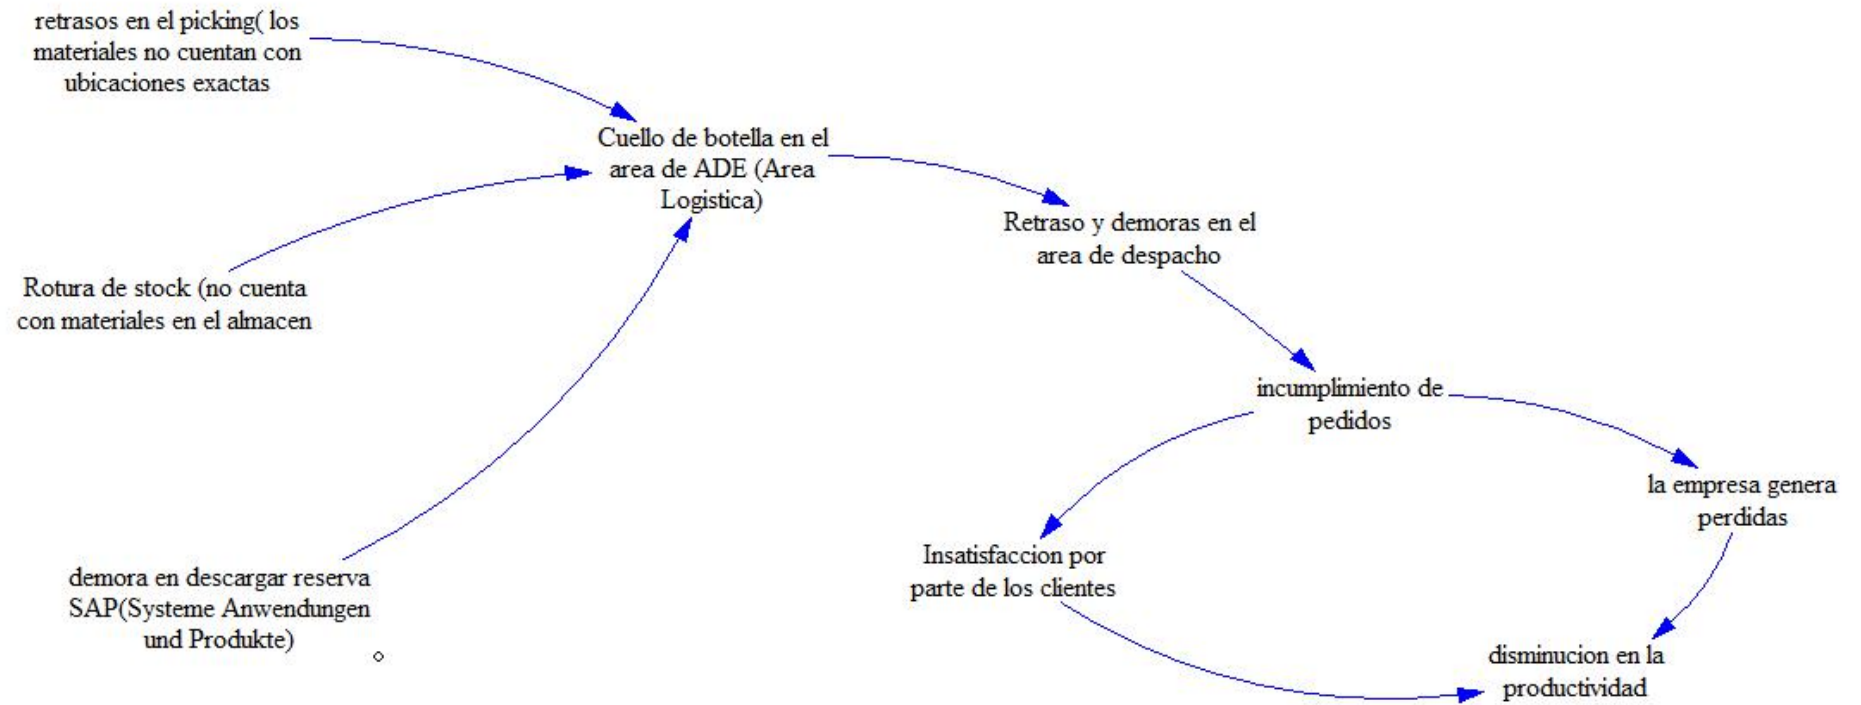 retrasos en el picking( los
materiales no cuentan con
ubicaciones exactas
Cuello de botella en el
area de ADE (Area
Logistica)
Retraso y demoras en el
area de despacho
Rotura de stock (no cuenta
con materiales en el almacen
incumplimiento de
pedidos
la empresa genera
perdidas
Insatisfaccion por
parte de los clientes
demora en descargar reserva
SAP(Systeme Anwendungen
und Produkte)
disminucion en la
productividad